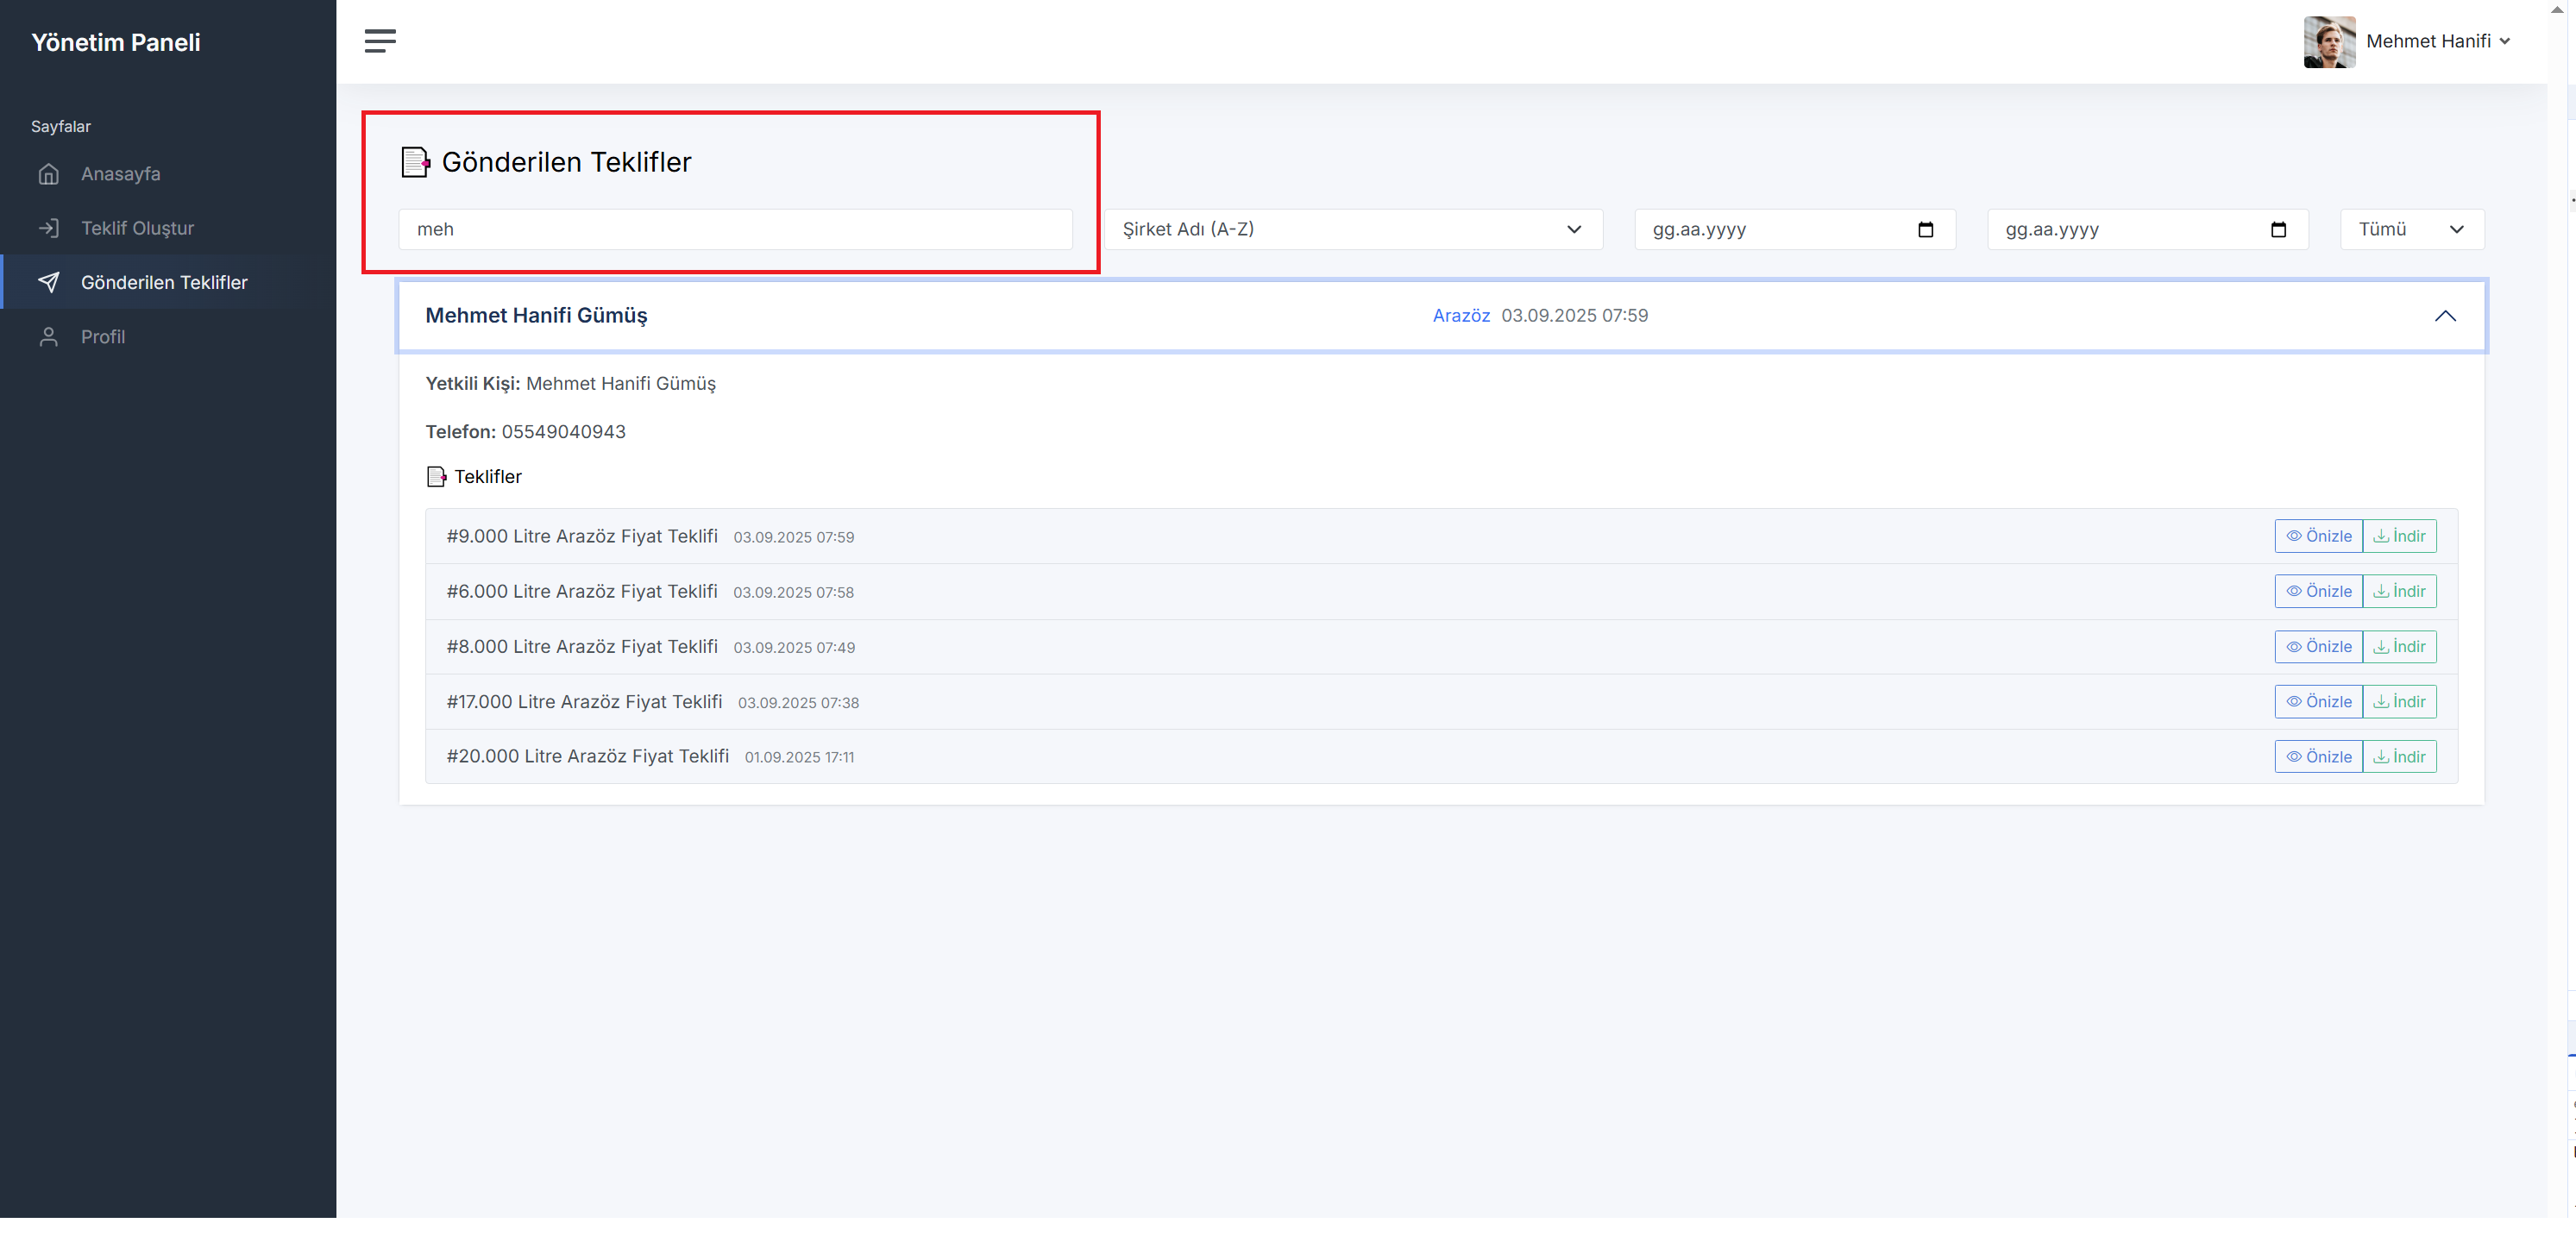 Yönetim Paneli
Mehmet Hanifi
Sayfalar
Anasayfa
Teklif Oluştur
Gönderilen Teklifler
Profil
Gönderilen Teklifler
meh
Şirket Adı (A-Z)
gg.aa.yyyy
gg.aa.yyyy
Tümü
Mehmet Hanifi Gümüş
Arazöz 03.09.2025 07:59
Yetkili Kişi: Mehmet Hanifi Gümüş
Telefon: 05549040943
Teklifler
#9.000 Litre Arazöz Fiyat Teklifi 03.09.2025 07:59 Önizle İndir
#6.000 Litre Arazöz Fiyat Teklifi 03.09.2025 07:58 Önizle İndir
#8.000 Litre Arazöz Fiyat Teklifi 03.09.2025 07:49 Önizle İndir
#17.000 Litre Arazöz Fiyat Teklifi 03.09.2025 07:38 Önizle İndir
#20.000 Litre Arazöz Fiyat Teklifi 01.09.2025 17:11 Önizle İndir